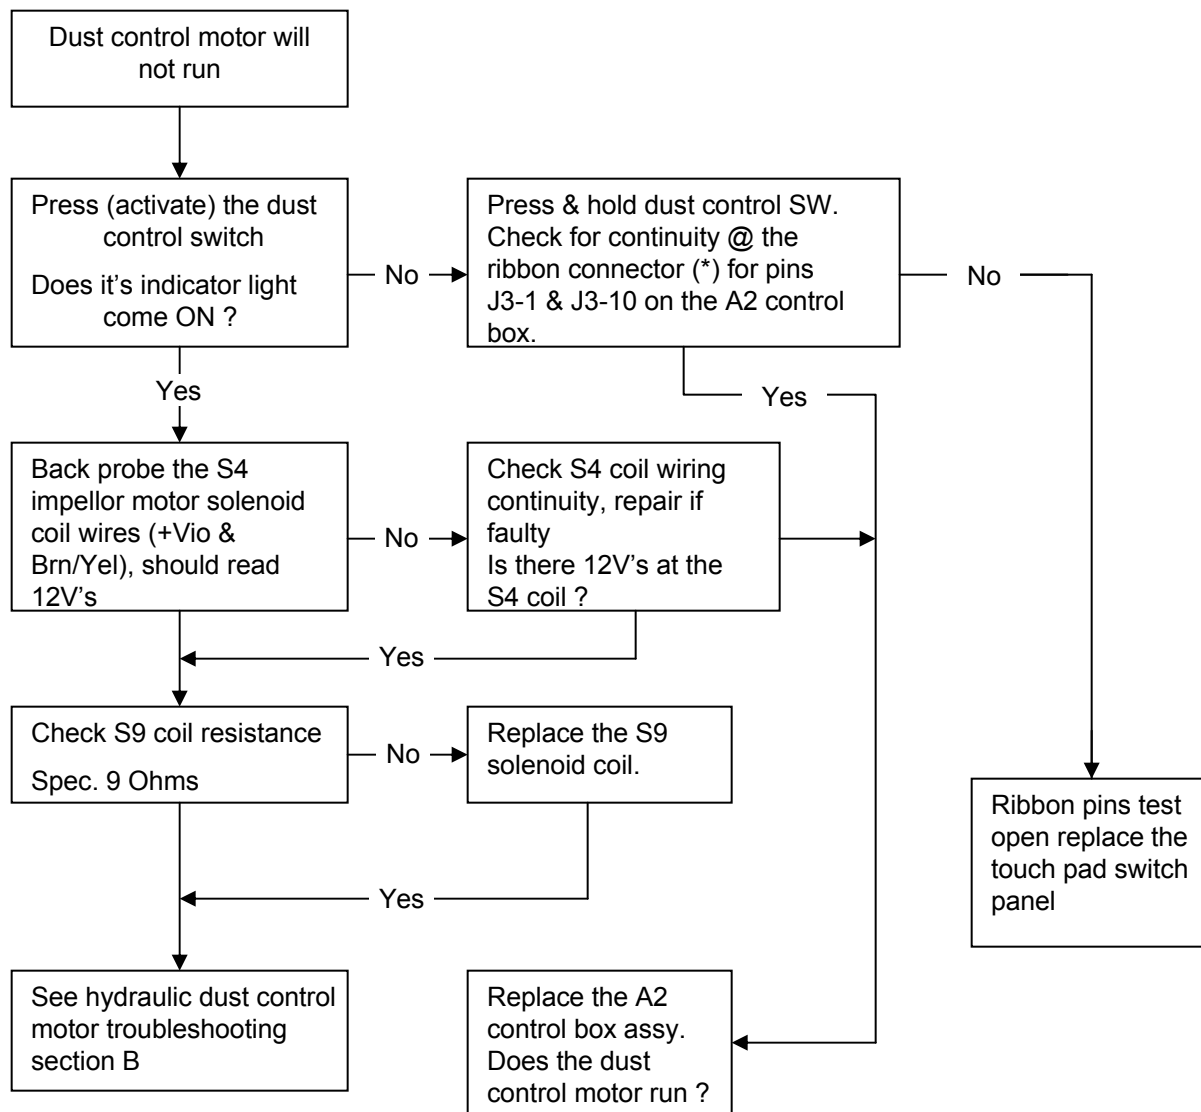 Dust control motor will
not run
Press (activate) the dust
control switch
Does it's indicator light
come ON ?
No
Press & hold dust control SW.
Check for continuity @ the
ribbon connector (*) for pins
J3-1 & J3-10 on the A2 control
box.
No
Yes
Yes
Back probe the S4
impellor motor solenoid
coil wires (+Vio &
Brn/Yel), should read
12V's
No
Check S4 coil wiring
continuity, repair if
faulty
Is there 12V's at the
S4 coil ?
Yes
Check S9 coil resistance
Spec. 9 Ohms
No
Replace the S9
solenoid coil.
Yes
Ribbon pins test
open replace the
touch pad switch
panel
See hydraulic dust control
motor troubleshooting
section B
Replace the A2
control box assy.
Does the dust
control motor run ?